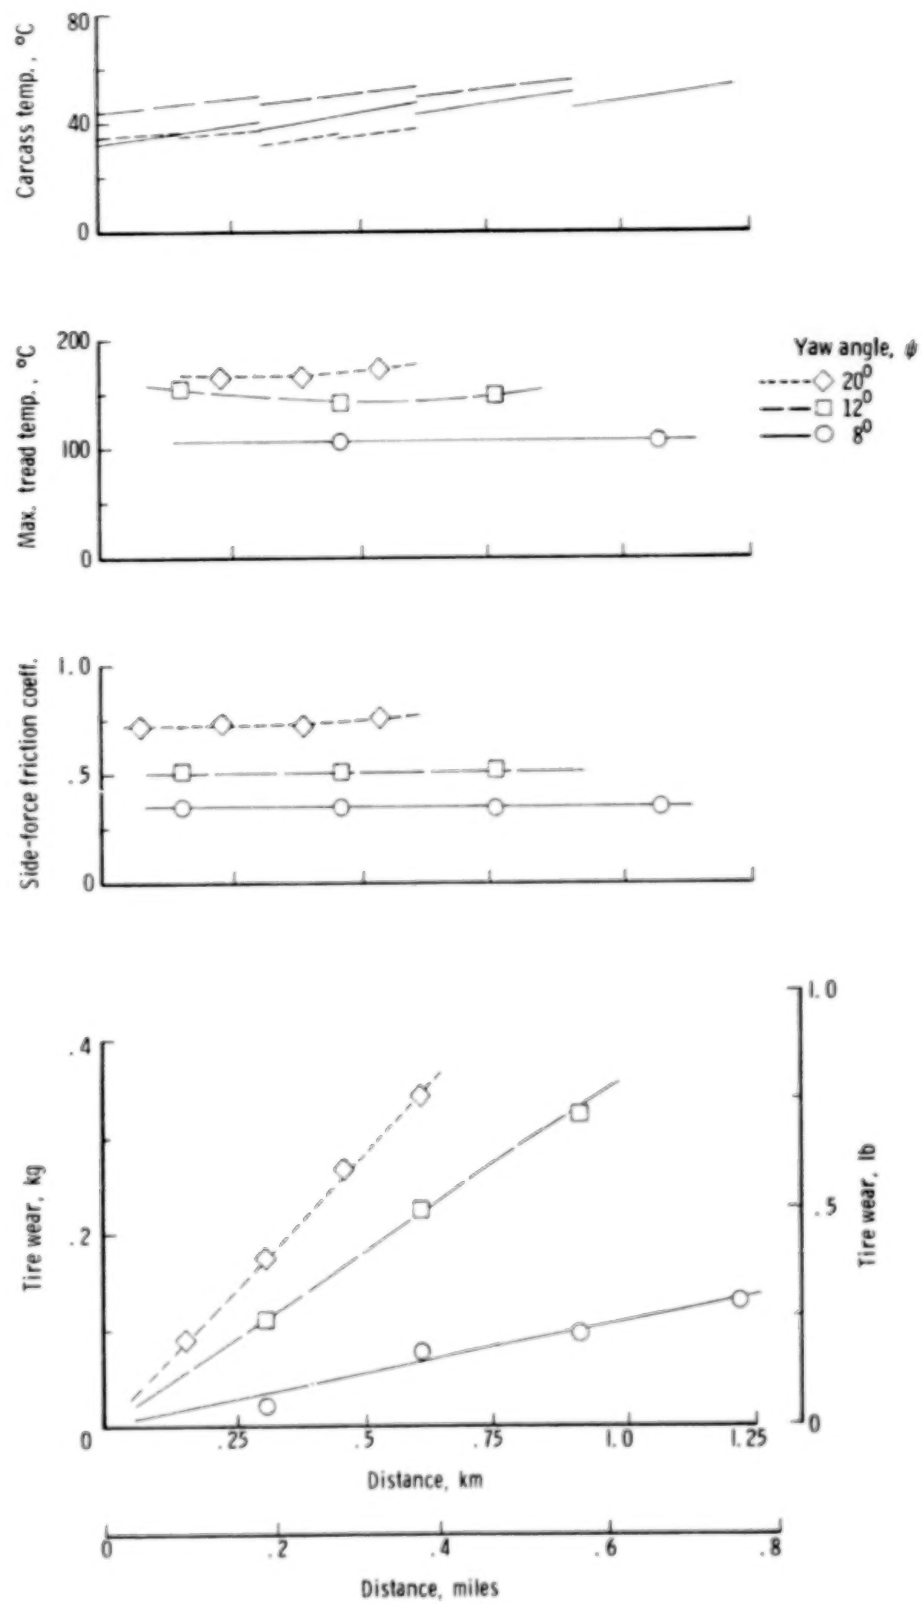 Carcass temp., °C
80
40
0
Max. tread temp., °C
200
100
0
Yaw angle, ψ
20°
12°
8°
Side-force friction coeff.
1.0
.5
0
Tire wear, kg
.4
.2
0
Tire wear, lb
1.0
.5
0
.25 .5 .75 1.0 1.25
Distance, km
0 .2 .4 .6 .8
Distance, miles